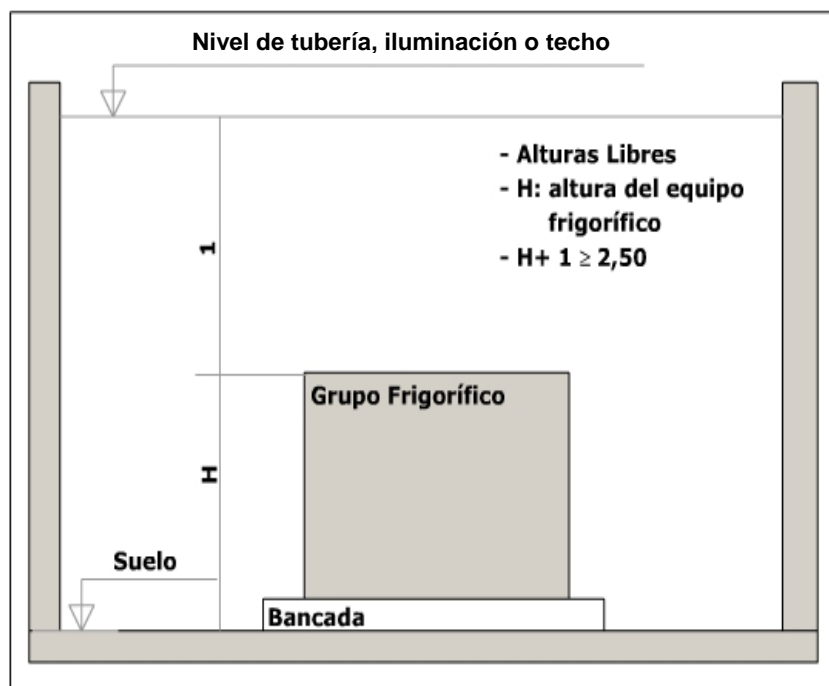 Nivel de tubería, iluminación o techo
- Alturas Libres
- H: altura del equipo
frigorífico
- H+ 1 ≥ 2,50
1
Grupo Frigorífico
H
Suelo
Bancada